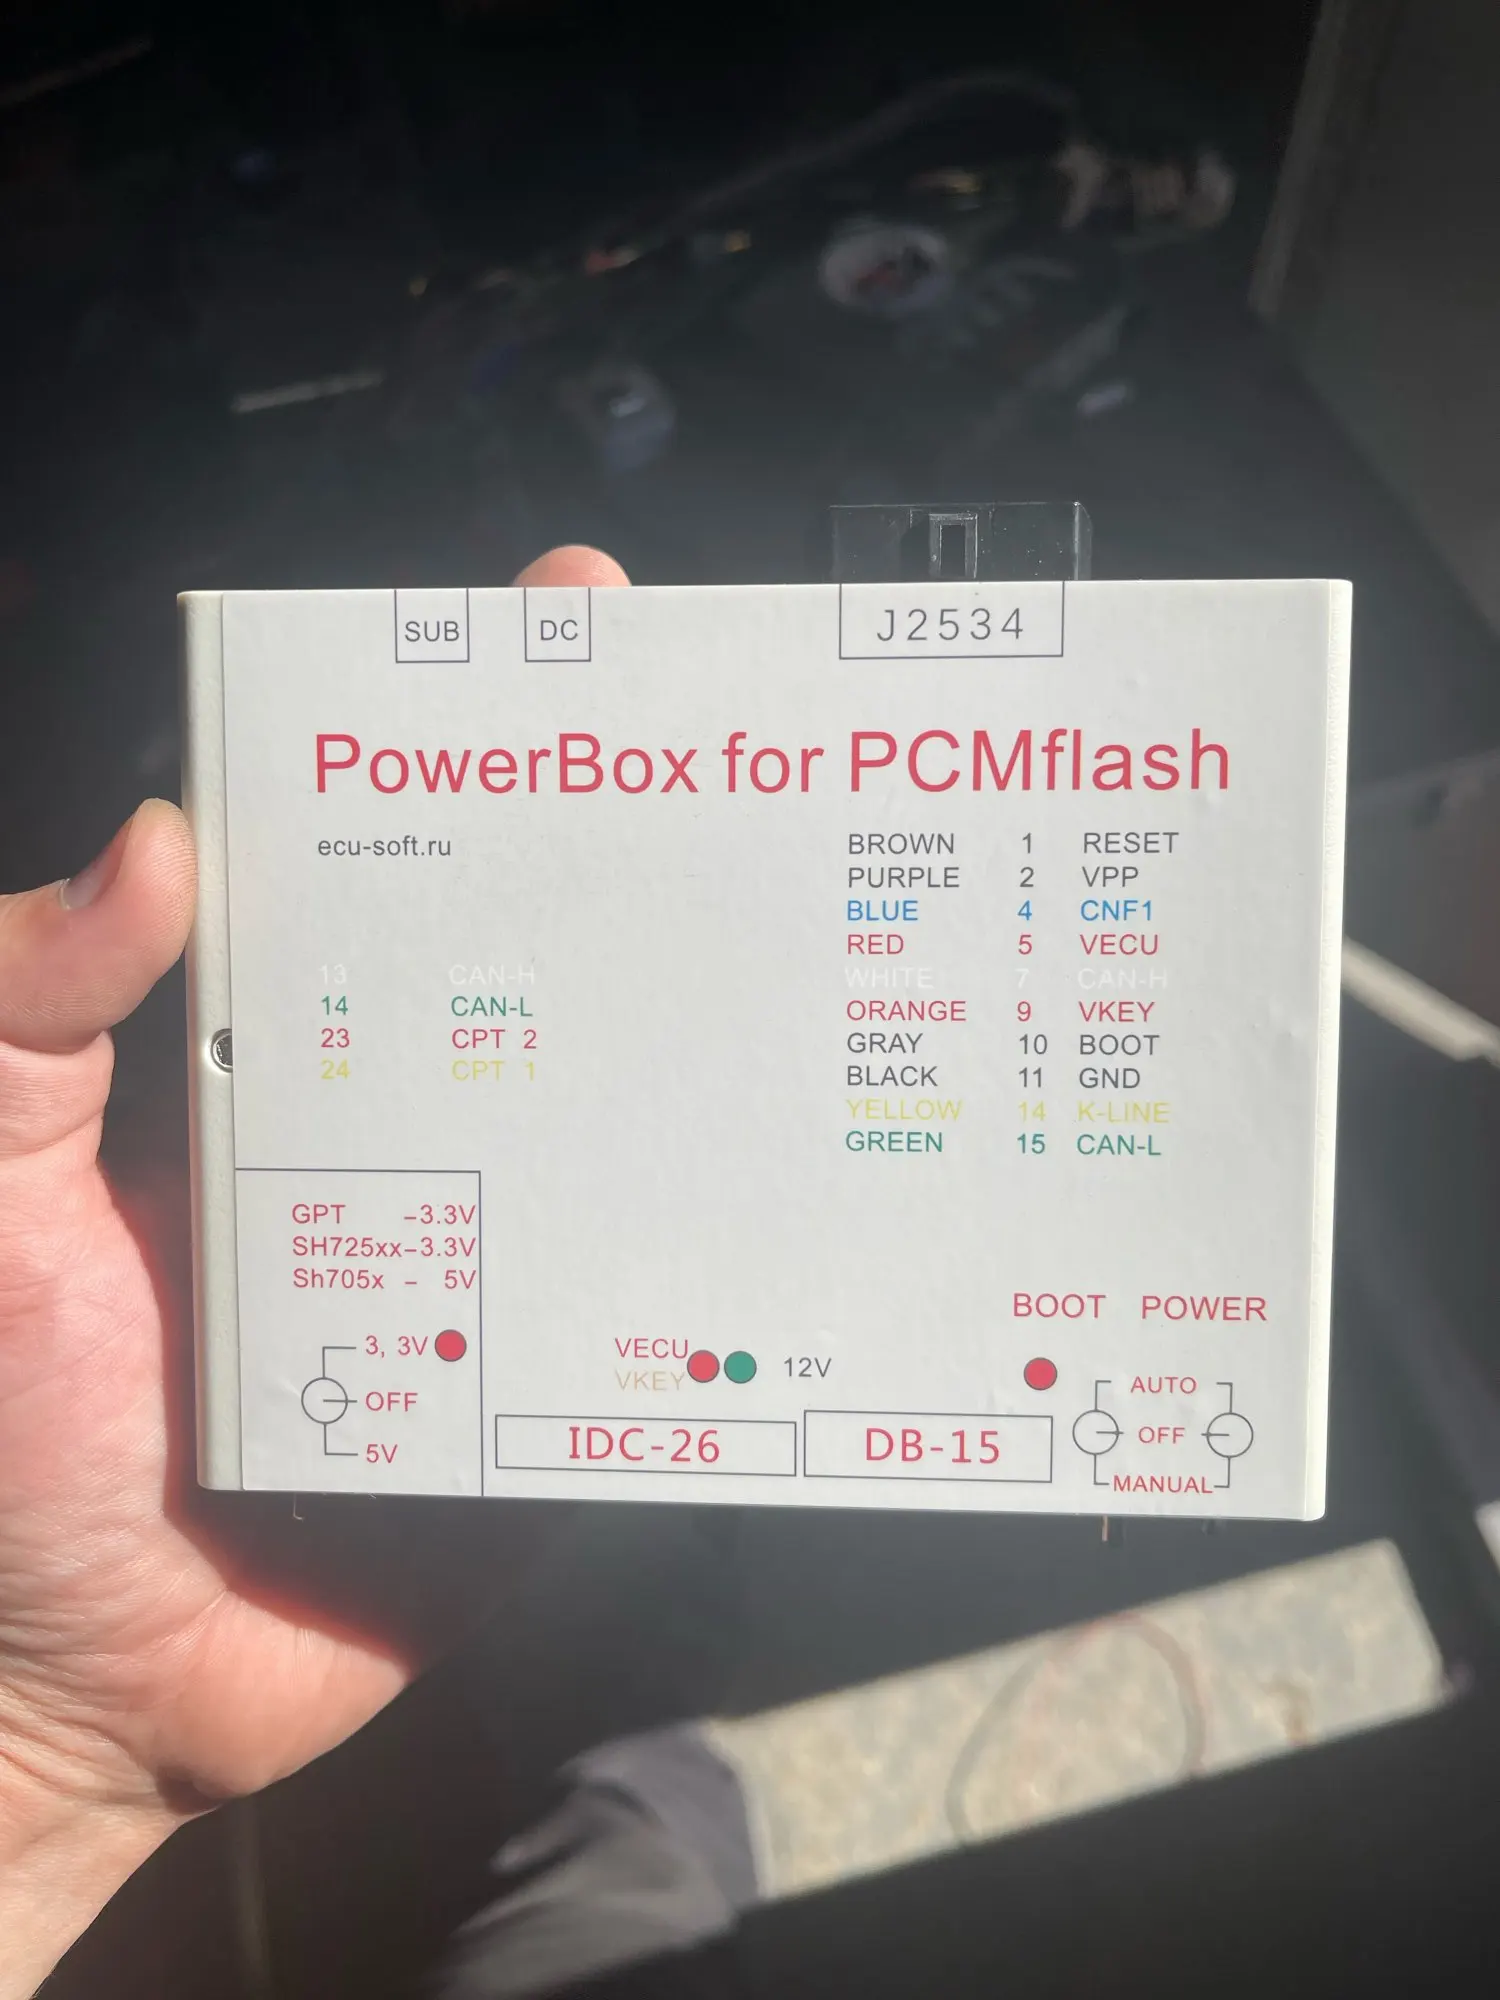 SUB DC J2534
PowerBox for PCMflash
ecu-soft.ru
BROWN 1 RESET
PURPLE 2 VPP
BLUE 4 CNF1
RED 5 VECU
WHITE 7 CAN-H
ORANGE 9 VKEY
GRAY 10 BOOT
BLACK 11 GND
YELLOW 14 K-LINE
GREEN 15 CAN-L
13 CAN-H
14 CAN-L
23 CPT 2
24 CPT 1
GPT –3.3V
SH725xx–3.3V
Sh705x – 5V
3, 3V
OFF
5V
VECU
VKEY
12V
IDC-26
DB-15
BOOT POWER
AUTO
OFF
MANUAL